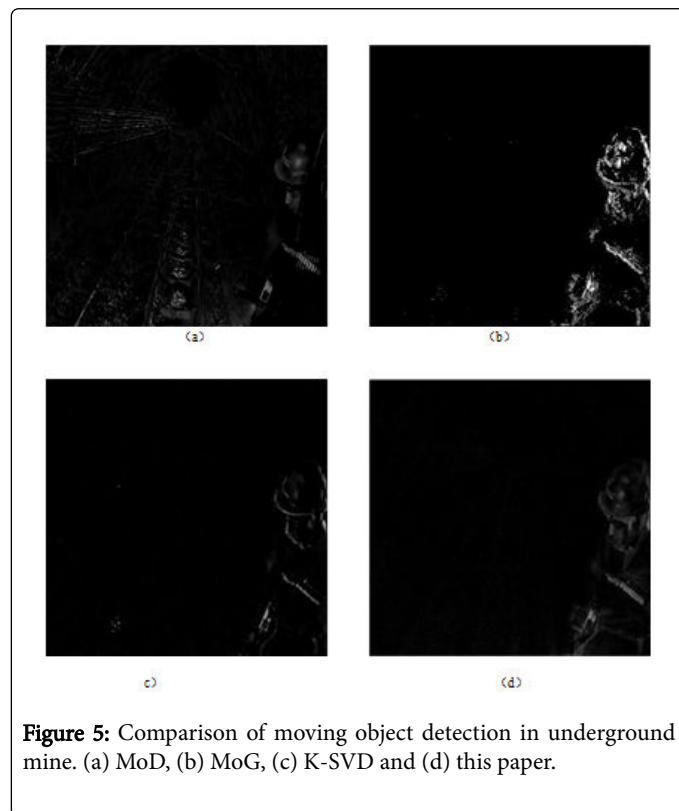 (a)
(b)
c)
(d)
Figure 5: Comparison of moving object detection in underground
mine. (a) MoD, (b) MoG, (c) K-SVD and (d) this paper.